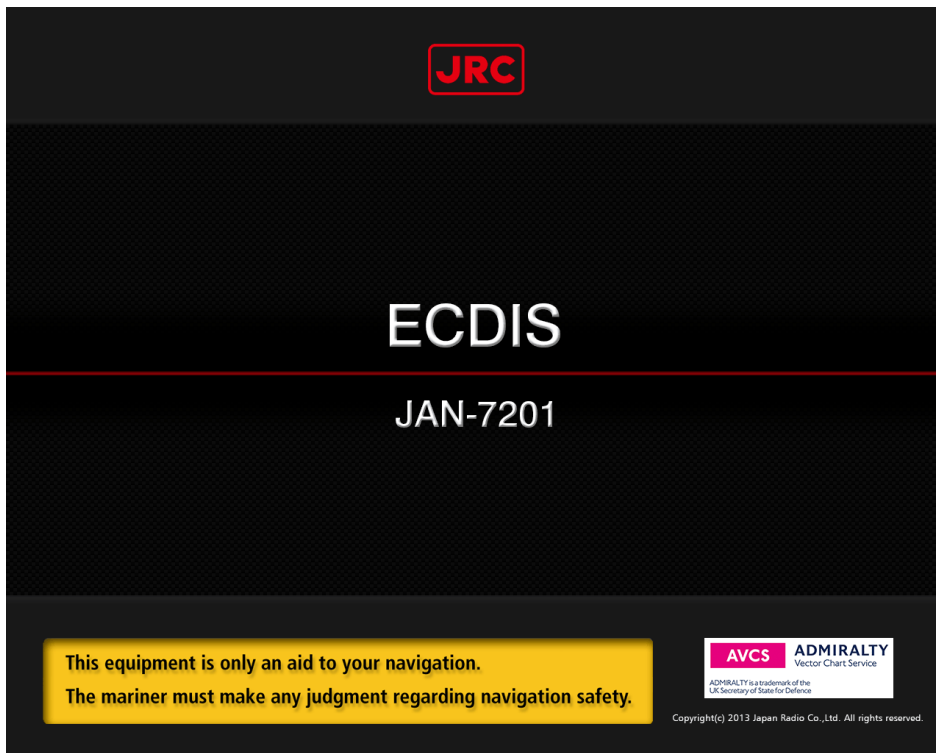 JRC
ECDIS
JAN-7201
This equipment is only an aid to your navigation.
The mariner must make any judgment regarding navigation safety.
AVCS
ADMIRALTY
Vector Chart Service
ADMIRALTY is a trademark of the
UK Secretary of State for Defence
Copyright(c) 2013 Japan Radio Co.,Ltd. All rights reserved.